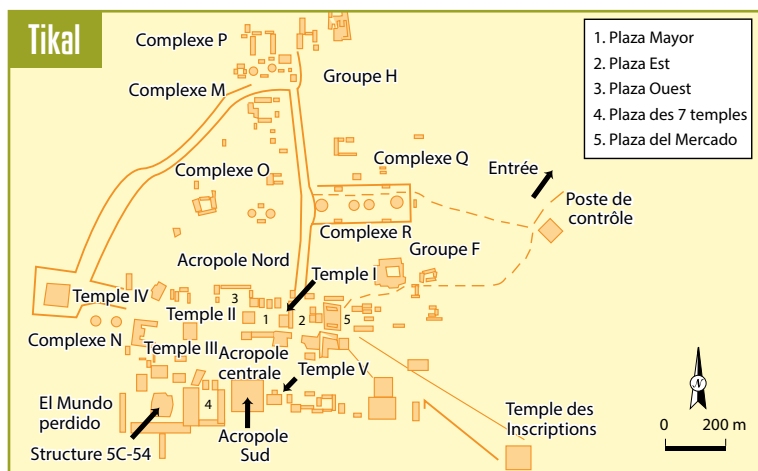 Tikal
1. Plaza Mayor
2 Plaza Est
3 Plaza Ouest
4 Plaza des 7 temples
5 Plaza del Mercado
Complexe P
Groupe H
Complexe M
Complexe O
Complexe Q
Entrée
Poste de
contrôle
Complexe R
Groupe F
Acropole Nord
Temple I
Temple IV
3
Temple II
1
2
5
Complexe N
Temple III
Acropole
centrale
Temple V
El Mundo
perdido
4
Structure 5C-54
Acropole
Sud
Temple des
Inscriptions
N
0 200 m